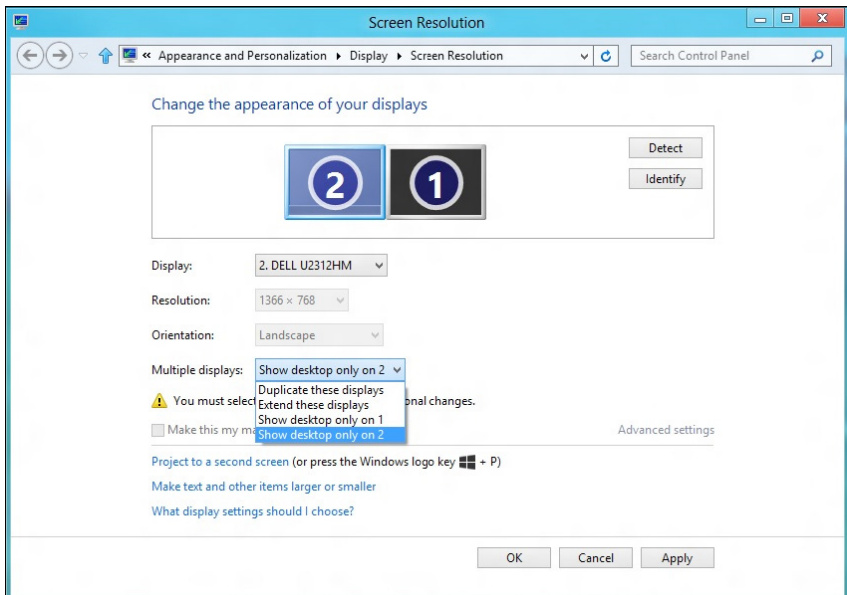 Screen Resolution
« Appearance and Personalization ▸ Display ▸ Screen Resolution
Search Control Panel
Change the appearance of your displays
2
1
Detect
Identify
Display:
2. DELL U2312HM
Resolution:
1366 × 768
Orientation:
Landscape
Multiple displays:
Show desktop only on 2
Duplicate these displays
Extend these displays
Show desktop only on 1
Show desktop only on 2
You must selec
onal changes.
Make this my m
Advanced settings
Project to a second screen (or press the Windows logo key + P)
Make text and other items larger or smaller
What display settings should I choose?
OK
Cancel
Apply